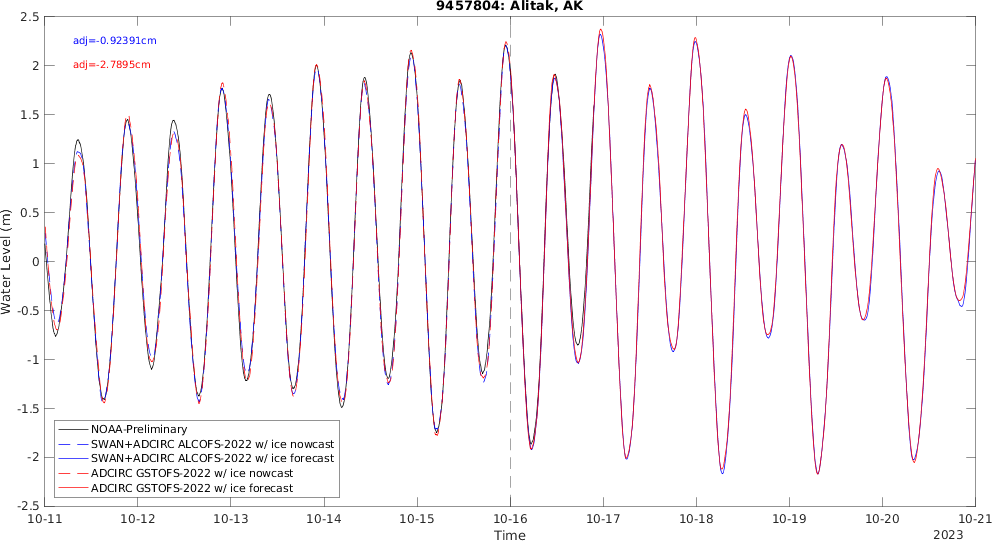 9457804: Alitak, AK
adj=-0.92391cm
adj=-2.7895cm
2.5
2
1.5
1
0.5
0
-0.5
-1
-1.5
-2
-2.5
Water Level (m)
NOAA-Preliminary
SWAN+ADCIRC ALCOFS-2022 w/ ice nowcast
SWAN+ADCIRC ALCOFS-2022 w/ ice forecast
ADCIRC GSTOFS-2022 w/ ice nowcast
ADCIRC GSTOFS-2022 w/ ice forecast
10-11 10-12 10-13 10-14 10-15 10-16 10-17 10-18 10-19 10-20 10-21
Time
2023